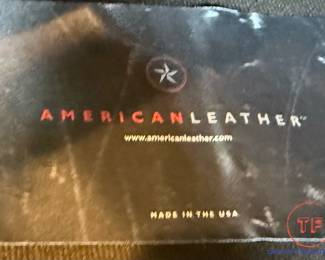 AMERICANLEATHER™
www.americanleather.com
MADE IN THE USA
TF